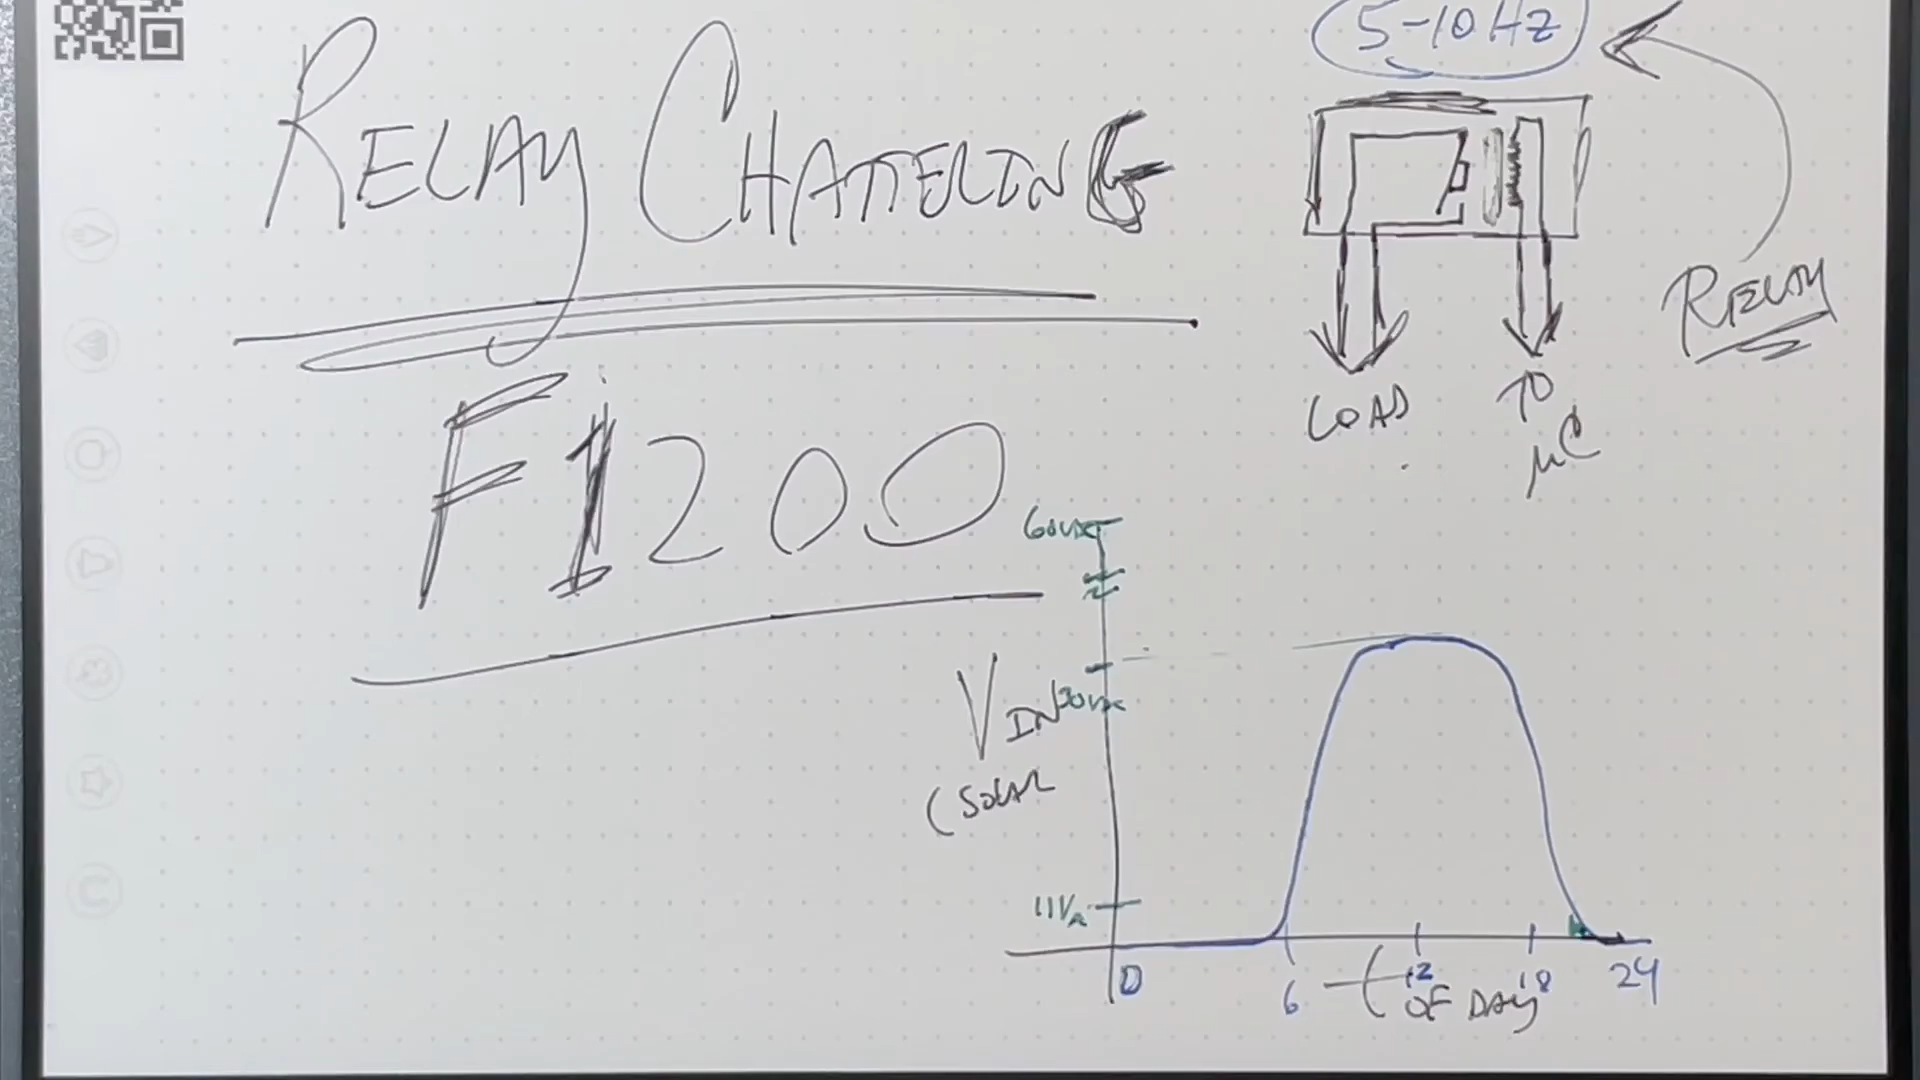 RELAY CHATTERING
F1200
5-10 Hz
RELAY
LOAD
TO
µC
60VDC
30VDC
VIN
(SOLAR
11V
0
6
12
18
24
t OF DAY